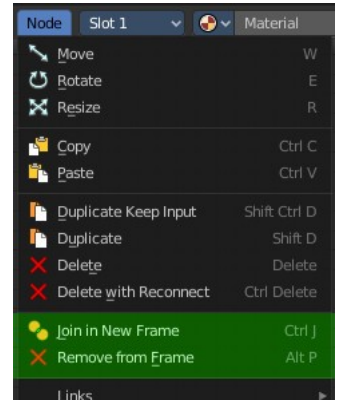 Node Slot 1 Material
Move W
Rotate E
Resize R
Copy Ctrl C
Paste Ctrl V
Duplicate Keep Input Shift Ctrl D
Duplicate Shift D
Delete Delete
Delete with Reconnect Ctrl Delete
Join in New Frame Ctrl J
Remove from Frame Alt P
Links